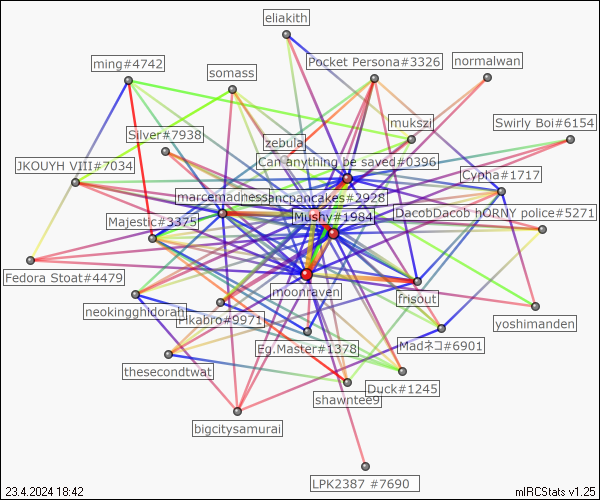 eliakith
ming#4742
Pocket Persona#3326
normalwan
somass
mukszi
Swirly Boi#6154
Silver#7938
zebula
JKOUYH VIII#7034
Can anything be saved#0396
Cypha#1717
marcemadness
ancpancakes#2928
Mushy#1984
DacobDacob hORNY police#5271
Majestic#3375
Fedora Stoat#4479
moonraven
frisout
neokingghidorah
Pikabro#9971
yoshimanden
Eg.Master#1378
Madネコ#6901
thesecondtwat
Duck#1245
shawntee9
bigcitysamurai
LPK2387 #7690
23.4.2024 18:42
mIRCStats v1.25